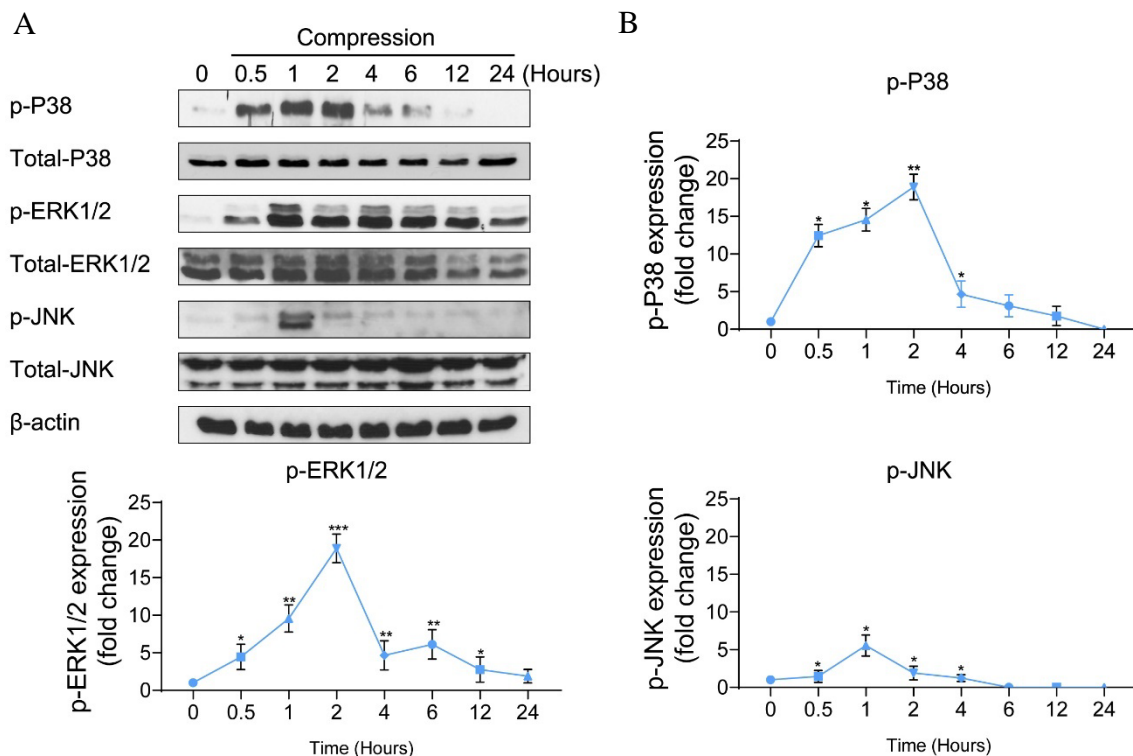 A
Compression
0 0.5 1 2 4 6 12 24 (Hours)
p-P38
Total-P38
p-ERK1/2
Total-ERK1/2
p-JNK
Total-JNK
β-actin
p-ERK1/2
p-ERK1/2 expression
(fold change)
25
20
15
10
5
0
*
**
***
**
**
*
0 0.5 1 2 4 6 12 24
Time (Hours)
B
p-P38
p-P38 expression
(fold change)
25
20
15
10
5
0
*
*
**
*
0 0.5 1 2 4 6 12 24
Time (Hours)
p-JNK
p-JNK expression
(fold change)
25
20
15
10
5
0
*
*
*
*
0 0.5 1 2 4 6 12 24
Time (Hours)